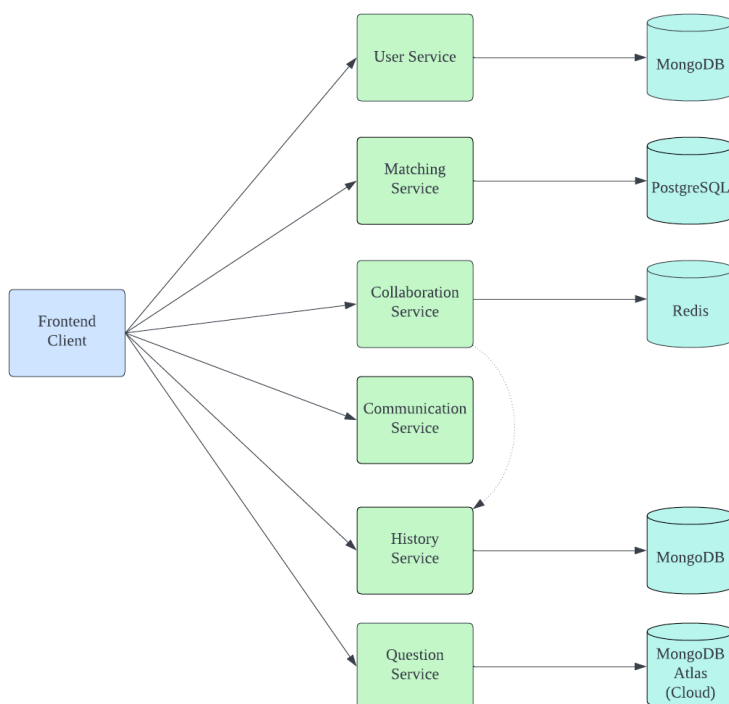 User Service
MongoDB
Matching
Service
PostgreSQL
Collaboration
Service
Redis
Frontend
Client
Communication
Service
History
Service
MongoDB
Question
Service
MongoDB
Atlas
(Cloud)